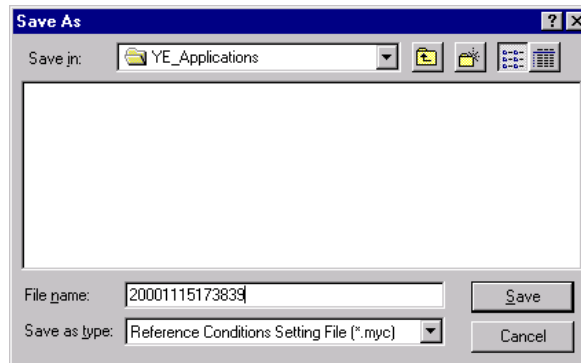 Save As
Save in: YE_Applications
File name: 20001115173839
Save
Save as type: Reference Conditions Setting File (*.myc)
Cancel